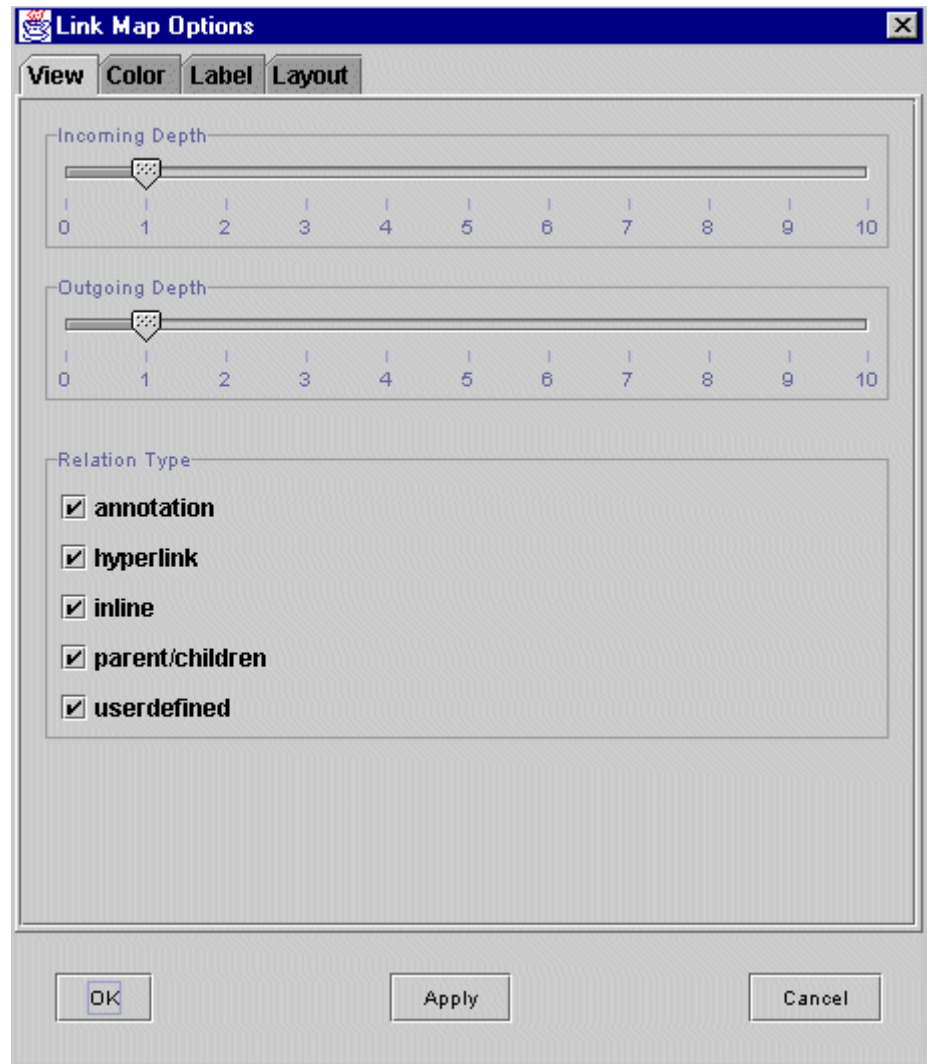 Link Map Options
View Color Label Layout
Incoming Depth
0 1 2 3 4 5 6 7 8 9 10
Outgoing Depth
0 1 2 3 4 5 6 7 8 9 10
Relation Type
annotation
hyperlink
inline
parent/children
userdefined
OK Apply Cancel